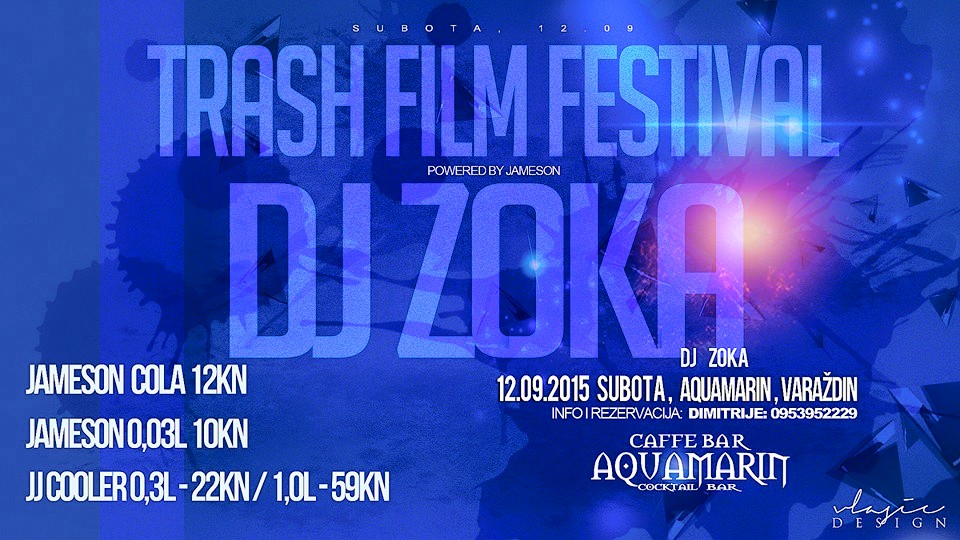 SUBOTA, 12.09
TRASH FILM FESTIVAL
POWERED BY JAMESON
DJ ZOKA
JAMESON COLA 12KN
JAMESON 0,03L 10KN
JJ COOLER 0,3L - 22KN / 1,0L - 59KN
DJ ZOKA
12.09.2015 SUBOTA, AQUAMARIN, VARAŽDIN
INFO I REZERVACIJA: DIMITRIJE: 0953952229
CAFFE BAR
AQUAMARIN
COCKTAIL BAR
vlasic
DESIGN